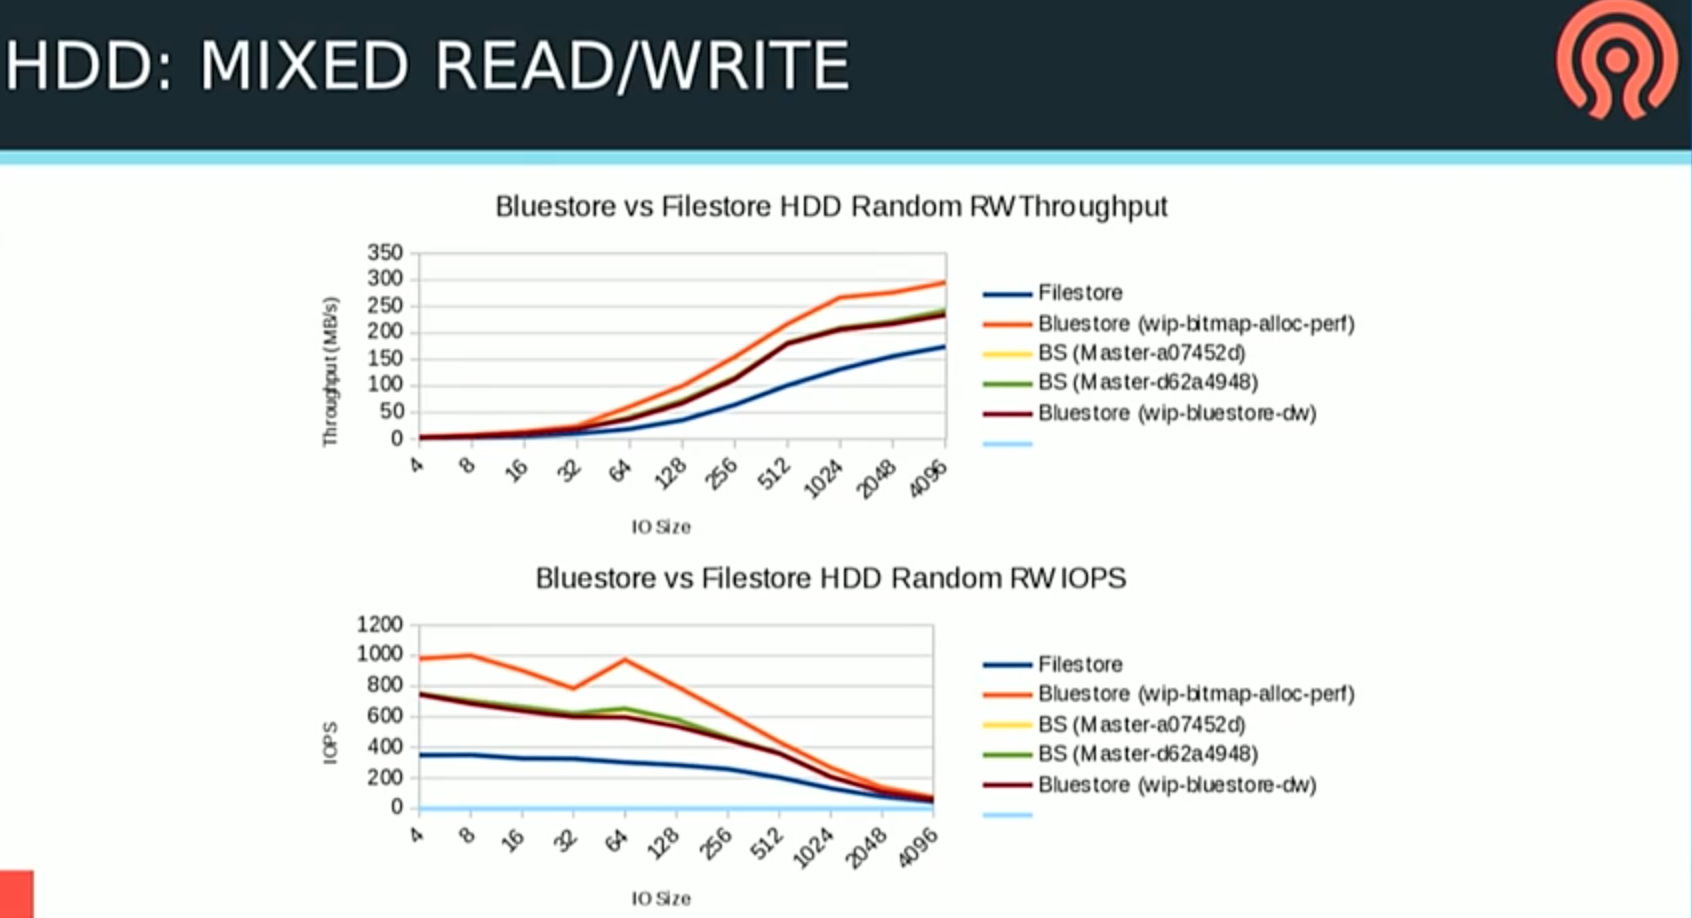 HDD: MIXED READ/WRITE
Bluestore vs Filestore HDD Random RW Throughput
350
300
250
200
150
100
50
0
Throughput (MB/s)
4
8
16
32
64
128
256
512
1024
2048
4096
IO Size
Filestore
Bluestore (wip-bitmap-alloc-perf)
BS (Master-a07452d)
BS (Master-d62a4948)
Bluestore (wip-bluestore-dw)
Bluestore vs Filestore HDD Random RW IOPS
1200
1000
800
600
400
200
0
IOPS
4
8
16
32
64
128
256
512
1024
2048
4096
IO Size
Filestore
Bluestore (wip-bitmap-alloc-perf)
BS (Master-a07452d)
BS (Master-d62a4948)
Bluestore (wip-bluestore-dw)